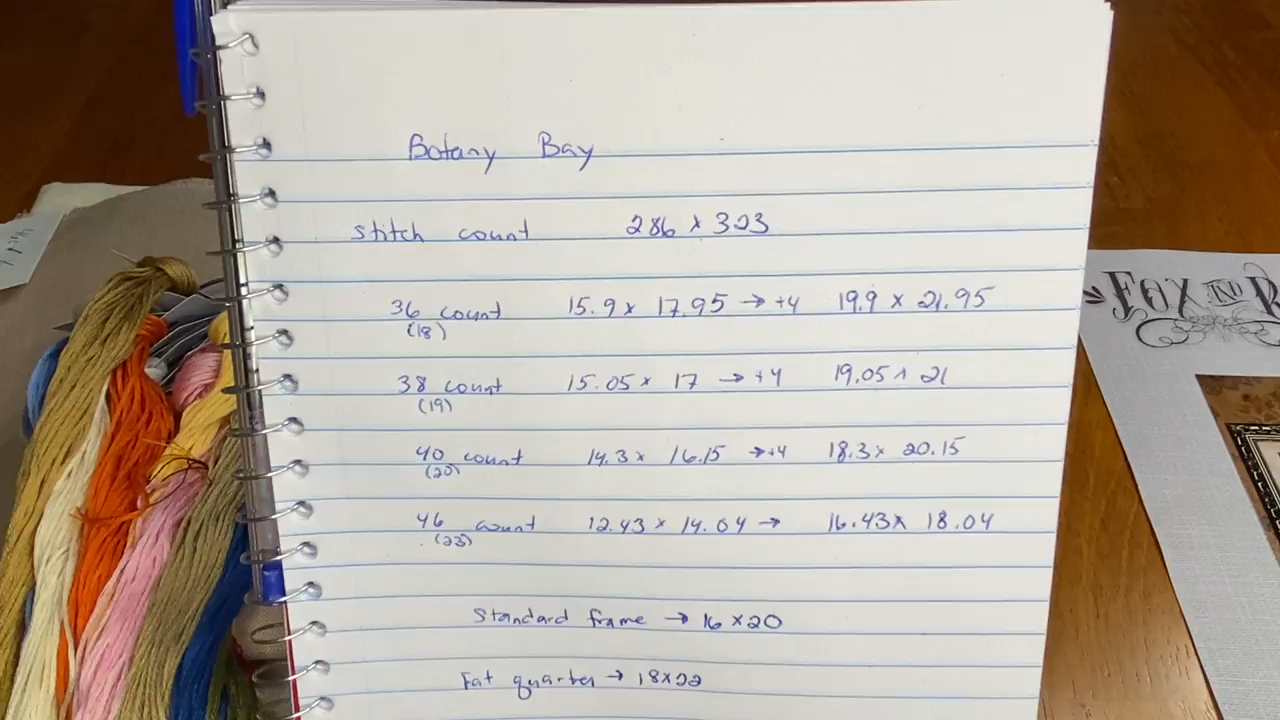 Botany Bay
stitch count 286 x 323
36 count 15.9 x 17.95 → +4 19.9 x 21.95
(18)
38 count 15.05 x 17 → +4 19.05 x 21
(19)
40 count 14.3 x 16.15 → +4 18.3 x 20.15
(20)
46 count 12.43 x 14.04 → 16.43 x 18.04
(23)
Standard frame → 16 x 20
Fat quarter → 18 x 22
FOX AND